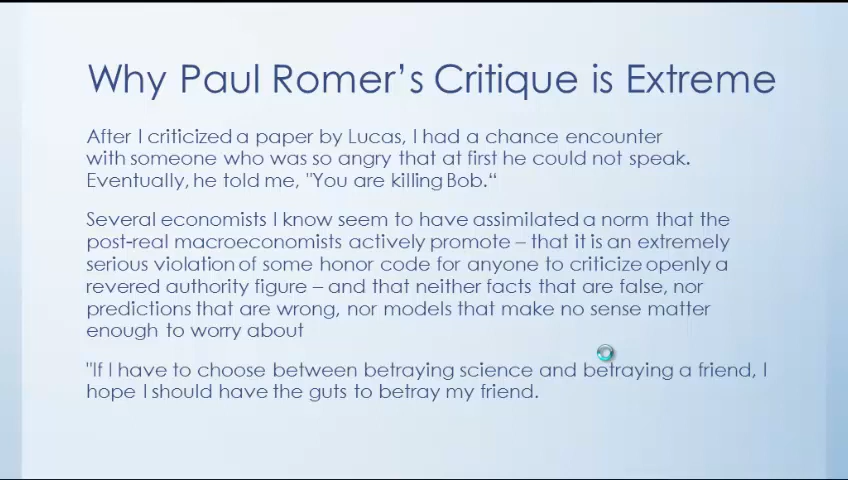 Why Paul Romer’s Critique is Extreme
After I criticized a paper by Lucas, I had a chance encounter
with someone who was so angry that at first he could not speak.
Eventually, he told me, "You are killing Bob.“
Several economists I know seem to have assimilated a norm that the
post-real macroeconomists actively promote – that it is an extremely
serious violation of some honor code for anyone to criticize openly a
revered authority figure – and that neither facts that are false, nor
predictions that are wrong, nor models that make no sense matter
enough to worry about
"If I have to choose between betraying science and betraying a friend, I
hope I should have the guts to betray my friend.